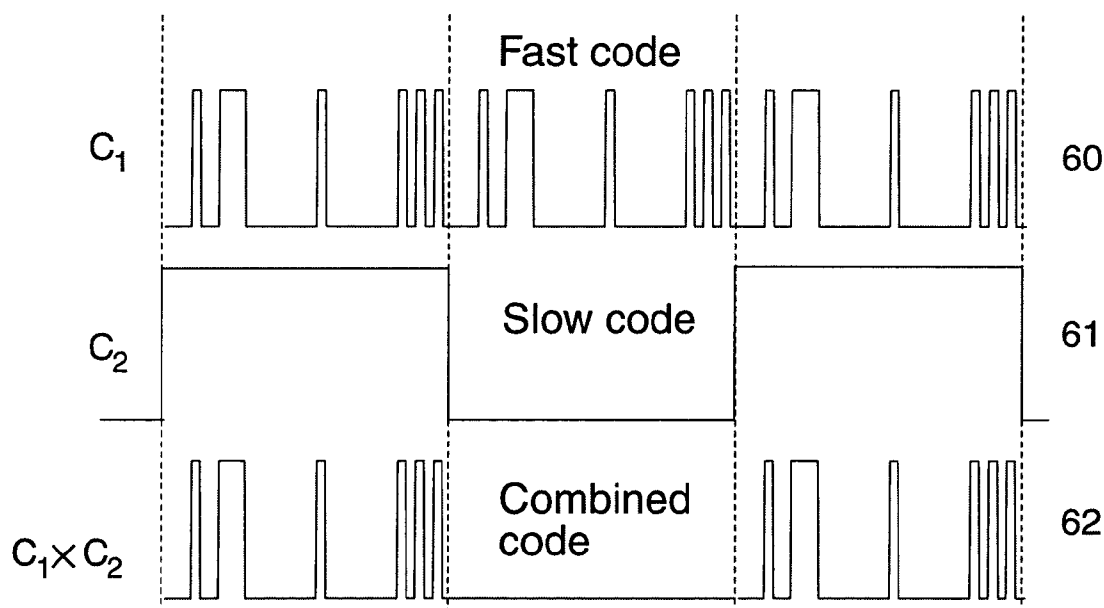 Fast code
C₁
60
Slow code
C₂
61
Combined
code
C₁×C₂
62